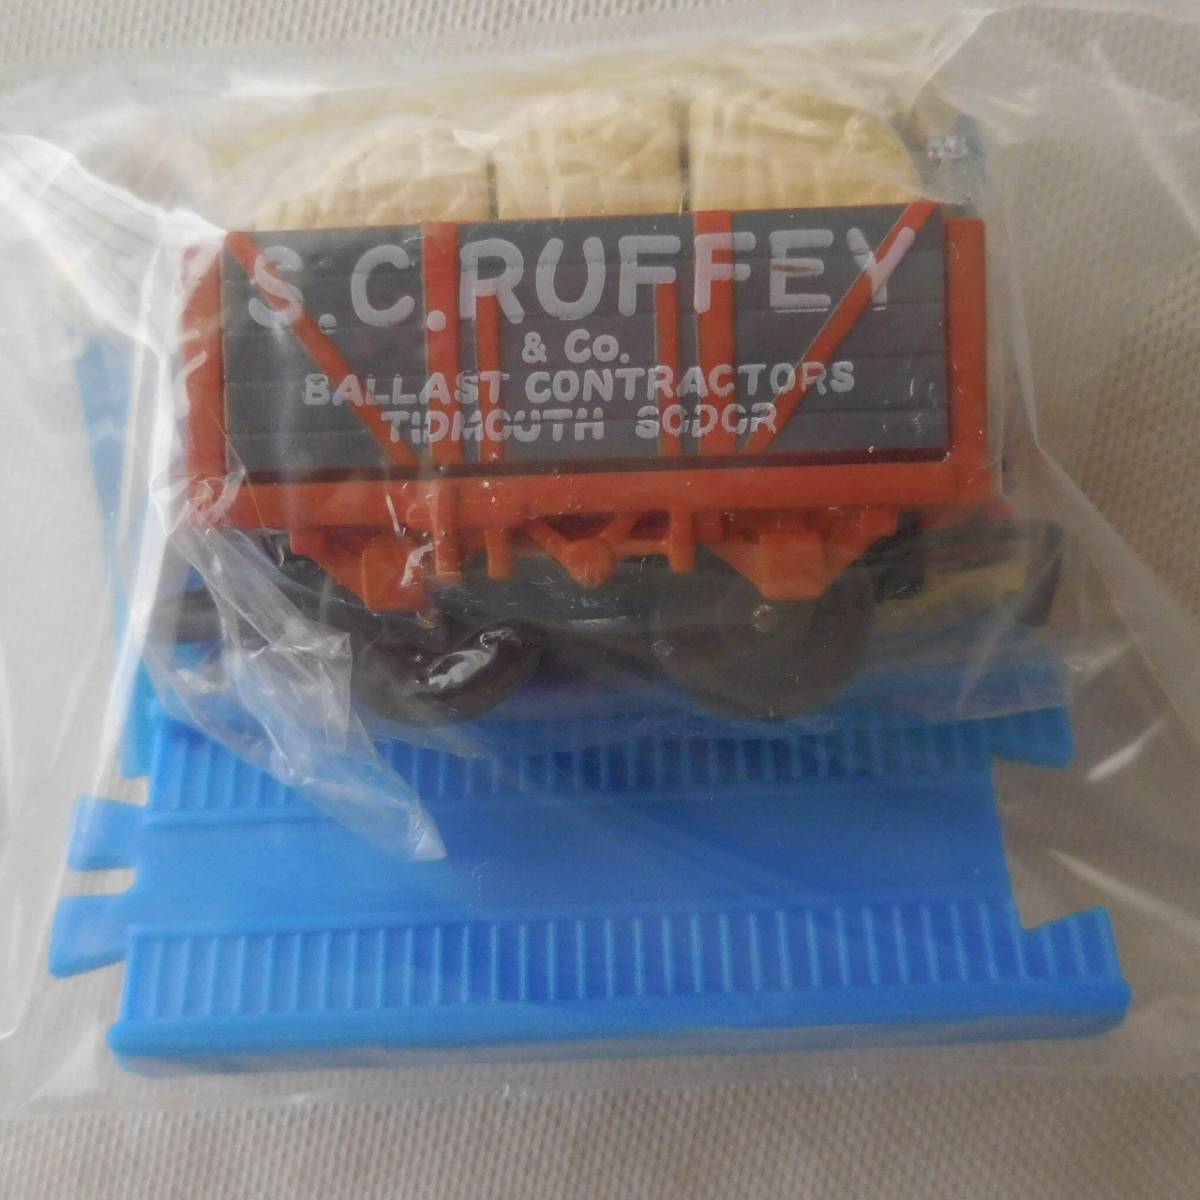 S.C.RUFFEY
& Co.
BALLAST CONTRACTORS
TIDMOUTH SODOR